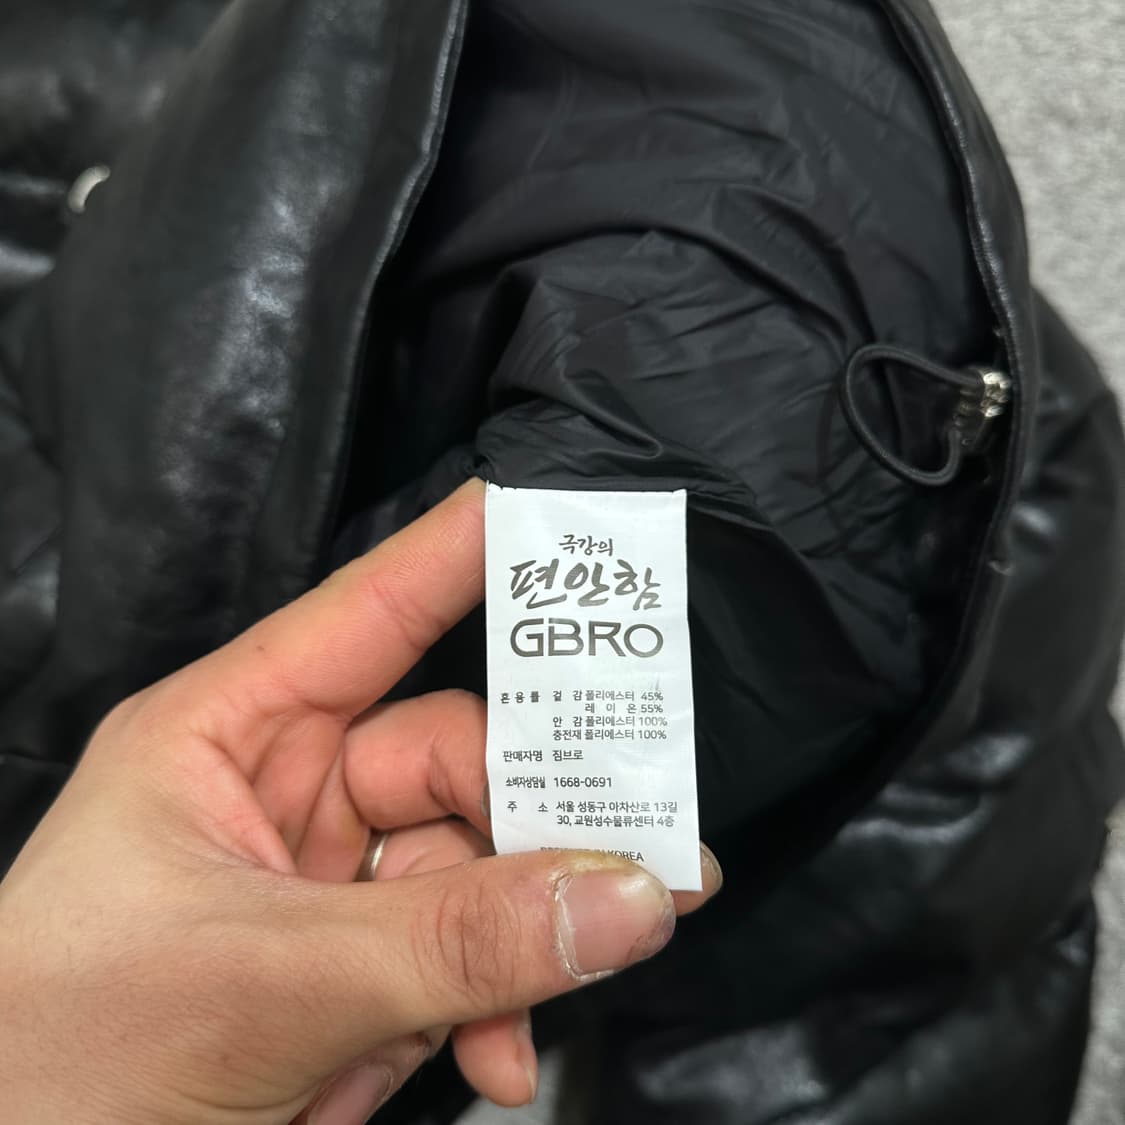 극강의
편안함
GBRO
혼용률 겉 감 폴리에스터 45%
레 이 온 55%
안 감 폴리에스터 100%
충전재 폴리에스터 100%
판매자명 짐브로
소비자상담실 1668-0691
주 소 서울 성동구 아차산로 13길
30, 교원성수물류센터 4층
KOREA